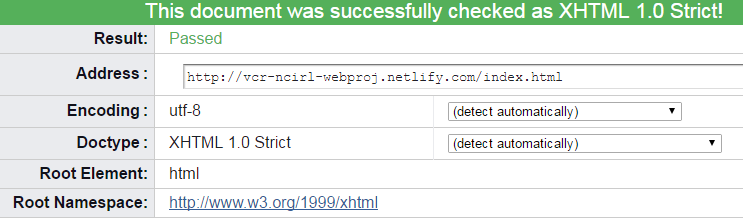 This document was successfully checked as XHTML 1.0 Strict!
Result: Passed
Address : http://vcr-ncirl-webproj.netlify.com/index.html
Encoding : utf-8 (detect automatically)
Doctype : XHTML 1.0 Strict (detect automatically)
Root Element: html
Root Namespace: http://www.w3.org/1999/xhtml